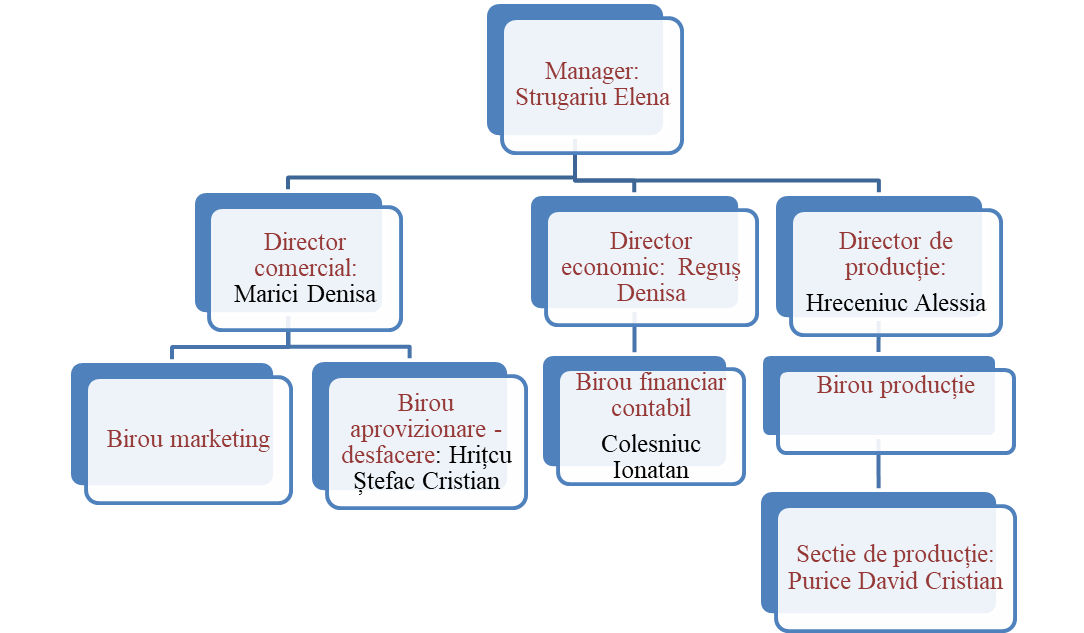 Manager:
Strugariu Elena
Director
comercial:
Marici Denisa
Director
economic: Reguș
Denisa
Director de
producție:
Hreceniuc Alessia
Birou marketing
Birou
aprovizionare -
desfacere: Hrițcu
Ștefac Cristian
Birou financiar
contabil
Colesniuc
Ionatan
Birou producție
Sectie de producție:
Purice David Cristian